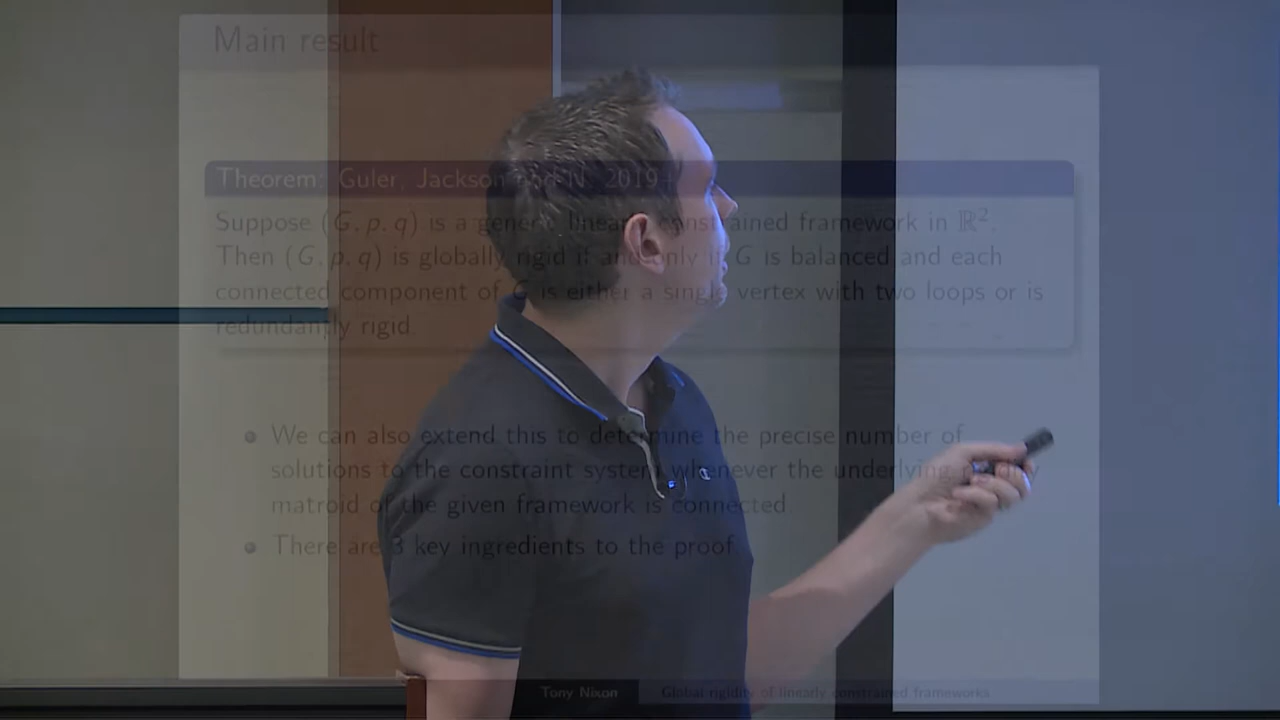 Main result
Theorem: Guler, Jackson and N. 2019+
Suppose (G, p, q) is a generic linearly constrained framework in ℝ².
Then (G, p, q) is globally rigid if and only if G is balanced and each
connected component of G is either a single vertex with two loops or is
redundantly rigid.
We can also extend this to determine the precise number of
solutions to the constraint system whenever the underlying rigidity
matroid of the given framework is connected
There are 3 key ingredients to the proof.
Tony Nixon Global rigidity of linearly constrained frameworks